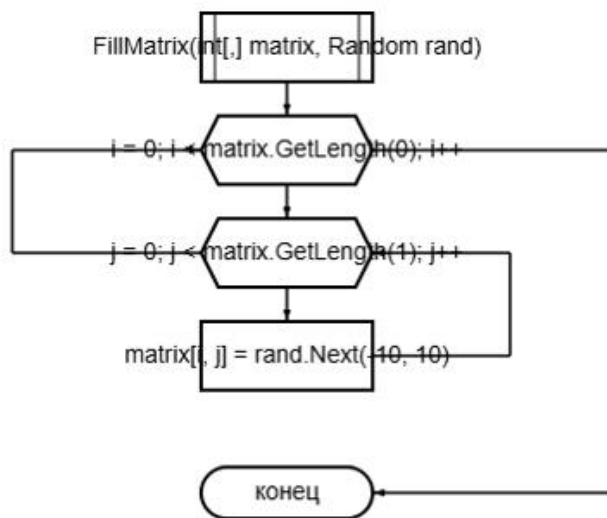 FillMatrix(int[,] matrix, Random rand)
i = 0; i < matrix.GetLength(0); i++
j = 0; j < matrix.GetLength(1); j++
matrix[i, j] = rand.Next(-10, 10)
конец